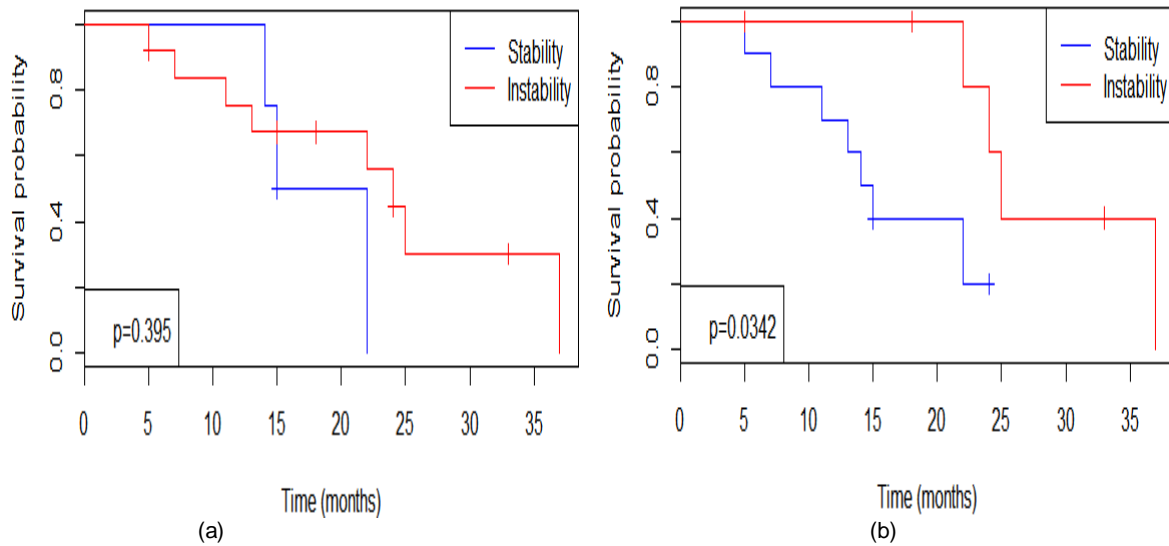 Survival probability
0.8
0.4
0.0
Stability
Instability
p=0.395
0 5 10 15 20 25 30 35
Time (months)
(a)
Survival probability
0.8
0.4
0.0
Stability
Instability
p=0.0342
0 5 10 15 20 25 30 35
Time (months)
(b)